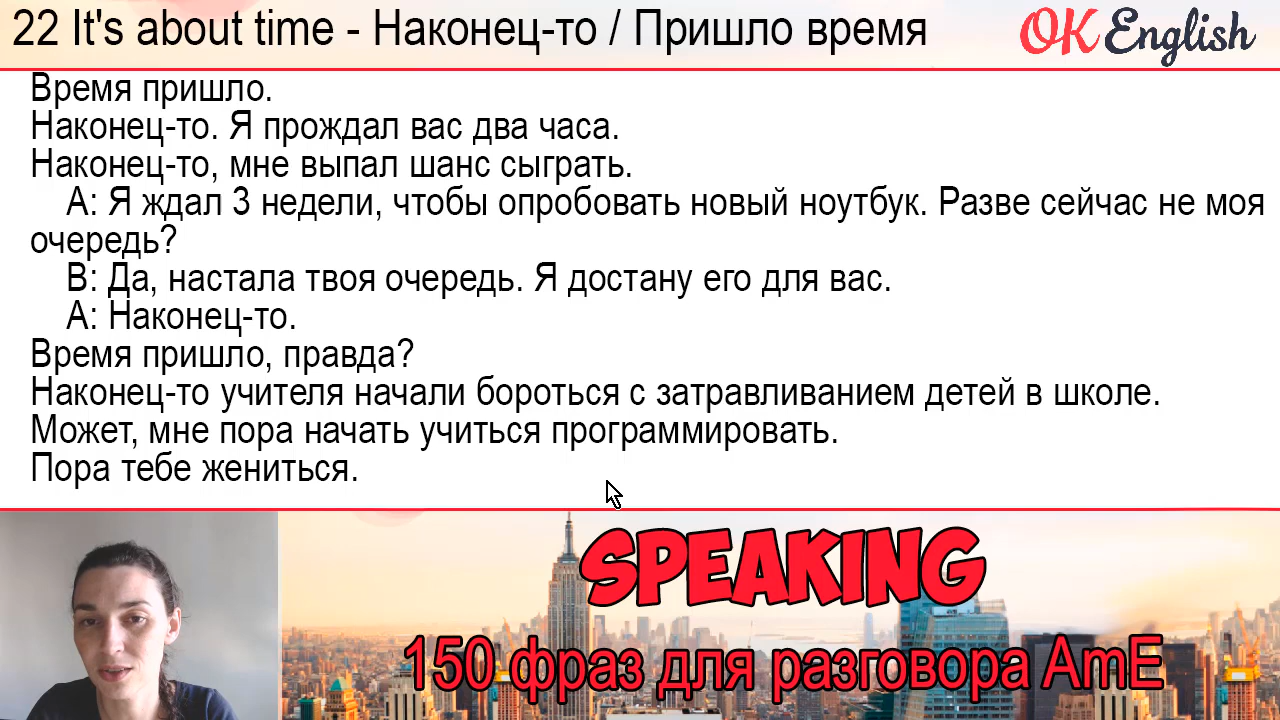 22 It's about time - Наконец-то / Пришло время
OK English
Время пришло.
Наконец-то. Я прождал вас два часа.
Наконец-то, мне выпал шанс сыграть.
A: Я ждал 3 недели, чтобы опробовать новый ноутбук. Разве сейчас не моя
очередь?
B: Да, настала твоя очередь. Я достану его для вас.
A: Наконец-то.
Время пришло, правда?
Наконец-то учителя начали бороться с затравливанием детей в школе.
Может, мне пора начать учиться программировать.
Пора тебе жениться.
SPEAKING
150 фраз для разговора AmE